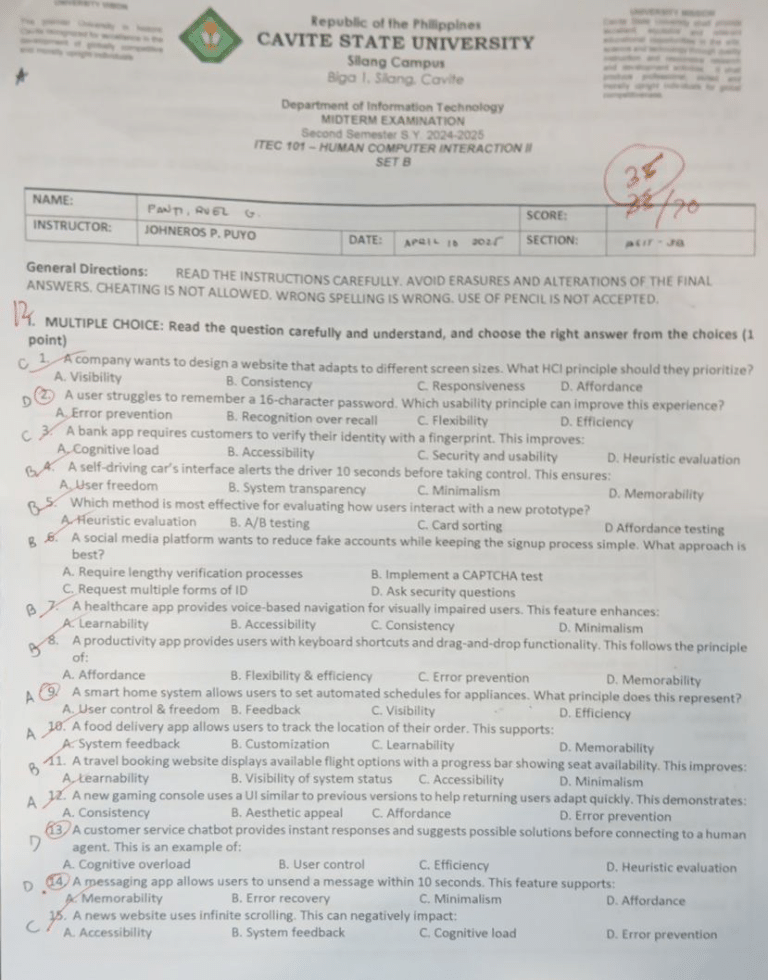 UNIVERSITY VISION
The premier University in historic
Cavite recognized for excellence in the
development of globally competitive
and morally upright individuals
UNIVERSITY MISSION
Republic of the Philippines
CAVITE STATE UNIVERSITY
Silang Campus
Biga 1, Silang, Cavite
Department of Information Technology
MIDTERM EXAMINATION
Second Semester S.Y. 2024-2025
ITEC 101 – HUMAN COMPUTER INTERACTION II
SET B
38
38/70
NAME: PANTI, RUEL G. SCORE:
INSTRUCTOR: JOHNEROS P. PUYO DATE: APRIL 10 2025 SECTION:
General Directions: READ THE INSTRUCTIONS CAREFULLY. AVOID ERASURES AND ALTERATIONS OF THE FINAL
ANSWERS. CHEATING IS NOT ALLOWED. WRONG SPELLING IS WRONG. USE OF PENCIL IS NOT ACCEPTED.
12
I. MULTIPLE CHOICE: Read the question carefully and understand, and choose the right answer from the choices (1
point)
C 1. A company wants to design a website that adapts to different screen sizes. What HCI principle should they prioritize?
A. Visibility B. Consistency C. Responsiveness D. Affordance
D 2. A user struggles to remember a 16-character password. Which usability principle can improve this experience?
A. Error prevention B. Recognition over recall C. Flexibility D. Efficiency
C 3. A bank app requires customers to verify their identity with a fingerprint. This improves:
A. Cognitive load B. Accessibility C. Security and usability D. Heuristic evaluation
B 4. A self-driving car's interface alerts the driver 10 seconds before taking control. This ensures:
A. User freedom B. System transparency C. Minimalism D. Memorability
B 5. Which method is most effective for evaluating how users interact with a new prototype?
A. Heuristic evaluation B. A/B testing C. Card sorting D Affordance testing
B 6. A social media platform wants to reduce fake accounts while keeping the signup process simple. What approach is
best?
A. Require lengthy verification processes B. Implement a CAPTCHA test
C. Request multiple forms of ID D. Ask security questions
B 7. A healthcare app provides voice-based navigation for visually impaired users. This feature enhances:
A. Learnability B. Accessibility C. Consistency D. Minimalism
B 8. A productivity app provides users with keyboard shortcuts and drag-and-drop functionality. This follows the principle
of:
A. Affordance B. Flexibility & efficiency C. Error prevention D. Memorability
A 9. A smart home system allows users to set automated schedules for appliances. What principle does this represent?
A. User control & freedom B. Feedback C. Visibility D. Efficiency
A 10. A food delivery app allows users to track the location of their order. This supports:
A. System feedback B. Customization C. Learnability D. Memorability
B 11. A travel booking website displays available flight options with a progress bar showing seat availability. This improves:
A. Learnability B. Visibility of system status C. Accessibility D. Minimalism
A 12. A new gaming console uses a UI similar to previous versions to help returning users adapt quickly. This demonstrates:
A. Consistency B. Aesthetic appeal C. Affordance D. Error prevention
D 13. A customer service chatbot provides instant responses and suggests possible solutions before connecting to a human
agent. This is an example of:
A. Cognitive overload B. User control C. Efficiency D. Heuristic evaluation
D 14. A messaging app allows users to unsend a message within 10 seconds. This feature supports:
A. Memorability B. Error recovery C. Minimalism D. Affordance
C 15. A news website uses infinite scrolling. This can negatively impact:
A. Accessibility B. System feedback C. Cognitive load D. Error prevention